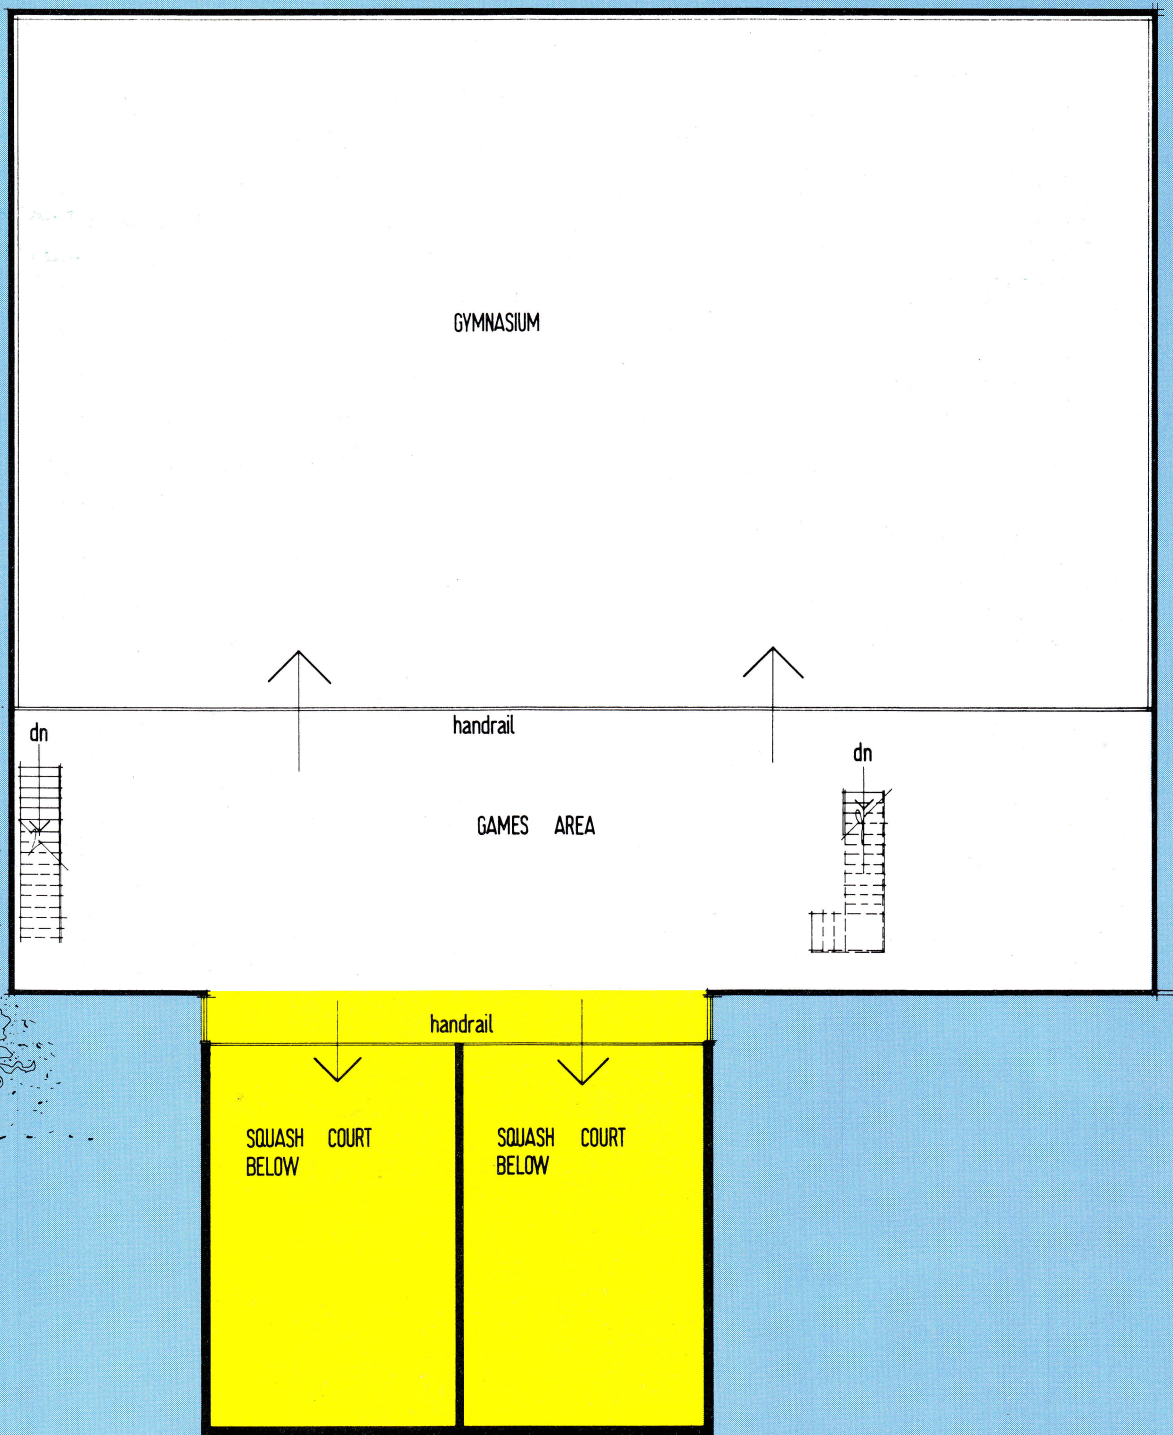 GYMNASIUM
handrail
dn
dn
GAMES AREA
handrail
SQUASH COURT
BELOW
SQUASH COURT
BELOW